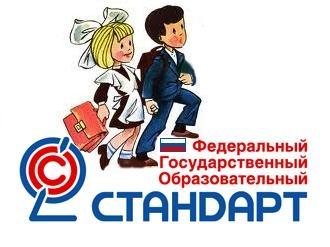 Федеральный
Государственный
Образовательный
СТАНДАРТ